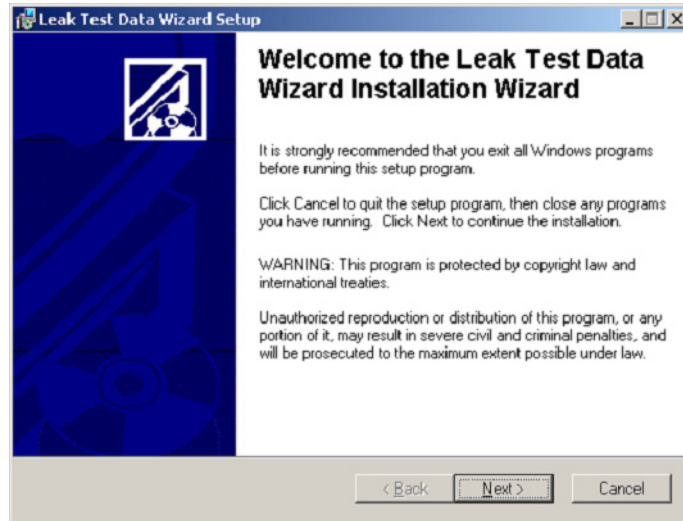 Leak Test Data Wizard Setup
Welcome to the Leak Test Data
Wizard Installation Wizard
It is strongly recommended that you exit all Windows programs
before running this setup program.
Click Cancel to quit the setup program, then close any programs
you have running. Click Next to continue the installation.
WARNING: This program is protected by copyright law and
international treaties.
Unauthorized reproduction or distribution of this program, or any
portion of it, may result in severe civil and criminal penalties, and
will be prosecuted to the maximum extent possible under law.
< Back Next > Cancel